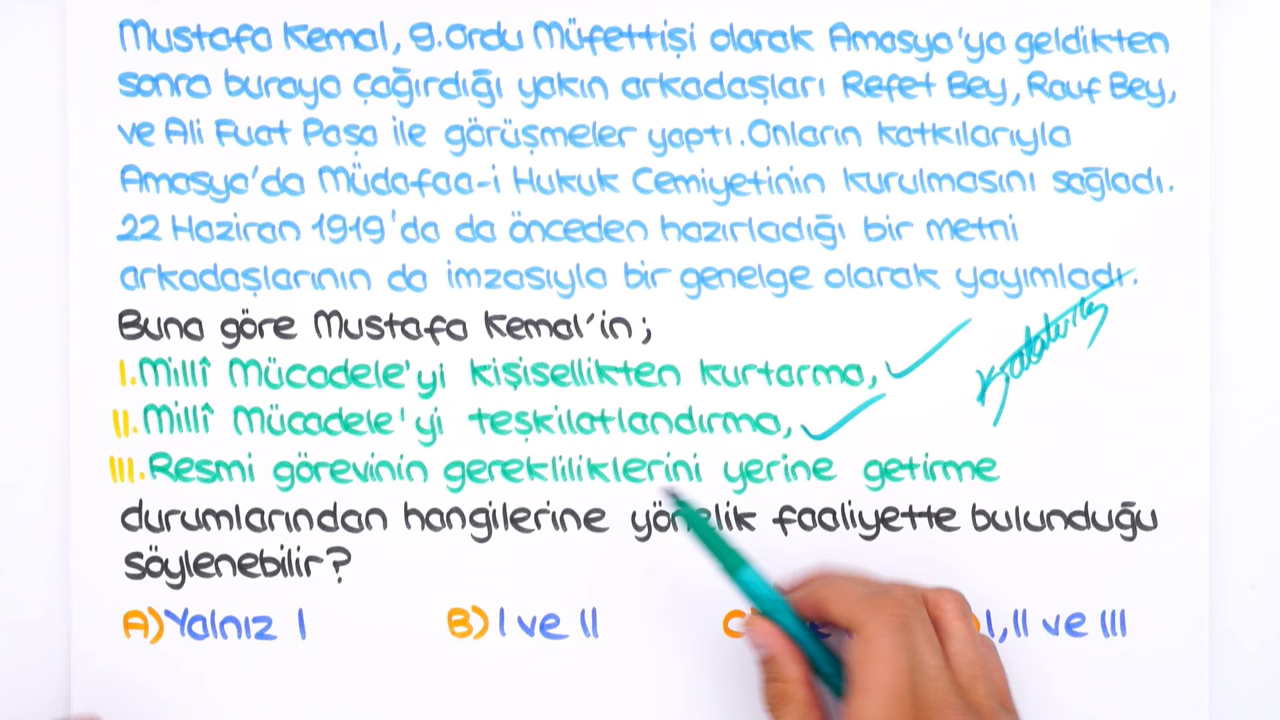 Mustafa Kemal, 9. Ordu Müfettişi olarak Amasya'ya geldikten
sonra buraya çağırdığı yakın arkadaşları Refet Bey, Rauf Bey,
ve Ali Fuat Paşa ile görüşmeler yaptı. Onların katkılarıyla
Amasya'da Müdafaa-i Hukuk Cemiyetinin kurulmasını sağladı.
22 Haziran 1919'da da önceden hazırladığı bir metni
arkadaşlarının da imzasıyla bir genelge olarak yayımladı.
Buna göre Mustafa Kemal'in;
I. Millî Mücadele'yi kişisellikten kurtarma,
II. Millî Mücadele'yi teşkilatlandırma,
III. Resmi görevinin gerekliliklerini yerine getirme
durumlarından hangilerine yönelik faaliyette bulunduğu
söylenebilir?
A) Yalnız I B) I ve II C) I, II ve III